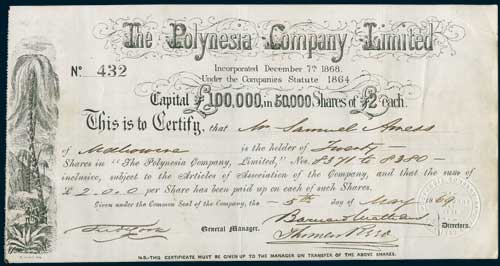 The Polynesia Company Limited
Incorporated December 7th 1868.
Under the Companies Statute 1864
No. 432
Capital £100,000, in 50,000 Shares of £2 each.
This is to Certify, that Mr Samuel Amess
of Melbourne is the holder of Twenty
Shares in "The Polynesia Company, Limited," Nos. 8371 to 8380
inclusive, subject to the Articles of Association of the Company, and that the sum of
£2.0.0 per Share has been paid up on each of such Shares.
Given under the Common Seal of the Company, the 5th day of May 1869
General Manager.
Directors.
N.B. THIS CERTIFICATE MUST BE GIVEN UP TO THE MANAGER ON TRANSFER OF THE ABOVE SHARES.